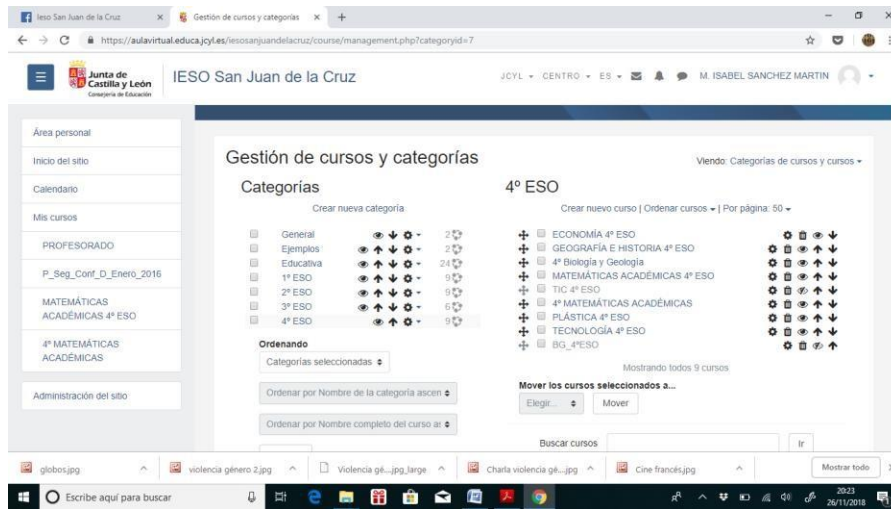 Ieso San Juan de la Cruz
Gestión de cursos y categorías
https://aulavirtual.educa.jcyl.es/iesosanjuandelacruz/course/management.php?categoryid=7
Junta de
Castilla y León
Consejería de Educación
IESO San Juan de la Cruz
JCYL CENTRO ES M. ISABEL SANCHEZ MARTIN
Área personal
Inicio del sitio
Calendario
Mis cursos
PROFESORADO
P_Seg_Conf_D_Enero_2016
MATEMÁTICAS
ACADÉMICAS 4º ESO
4º MATEMÁTICAS
ACADÉMICAS
Administración del sitio
Gestión de cursos y categorías
Viendo: Categorías de cursos y cursos
Categorías
Crear nueva categoría
General 2
Ejemplos 2
Educativa 24
1º ESO 9
2º ESO 9
3º ESO 6
4º ESO 9
Ordenando
Categorías seleccionadas
Ordenar por Nombre de la categoría ascen
Ordenar por Nombre completo del curso as
4º ESO
Crear nuevo curso | Ordenar cursos | Por página: 50
ECONOMÍA 4º ESO
GEOGRAFÍA E HISTORIA 4º ESO
4º Biología y Geología
MATEMÁTICAS ACADÉMICAS 4º ESO
TIC 4º ESO
4º MATEMÁTICAS ACADÉMICAS
PLÁSTICA 4º ESO
TECNOLOGÍA 4º ESO
BG_4ºESO
Mostrando todos 9 cursos
Mover los cursos seleccionados a...
Elegir... Mover
Buscar cursos Ir
globos.jpg
violencia género 2.jpg
Violencia gé....jpg_large
Charla violencia gé....jpg
Cine francés.jpg
Mostrar todo
Escribe aquí para buscar
20:23
26/11/2018